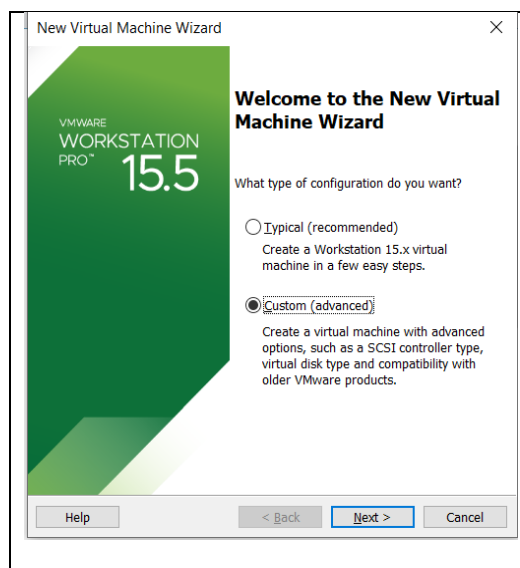 New Virtual Machine Wizard
VMWARE
WORKSTATION
PRO™ 15.5
Welcome to the New Virtual
Machine Wizard
What type of configuration do you want?
Typical (recommended)
Create a Workstation 15.x virtual
machine in a few easy steps.
Custom (advanced)
Create a virtual machine with advanced
options, such as a SCSI controller type,
virtual disk type and compatibility with
older VMware products.
Help
< Back
Next >
Cancel